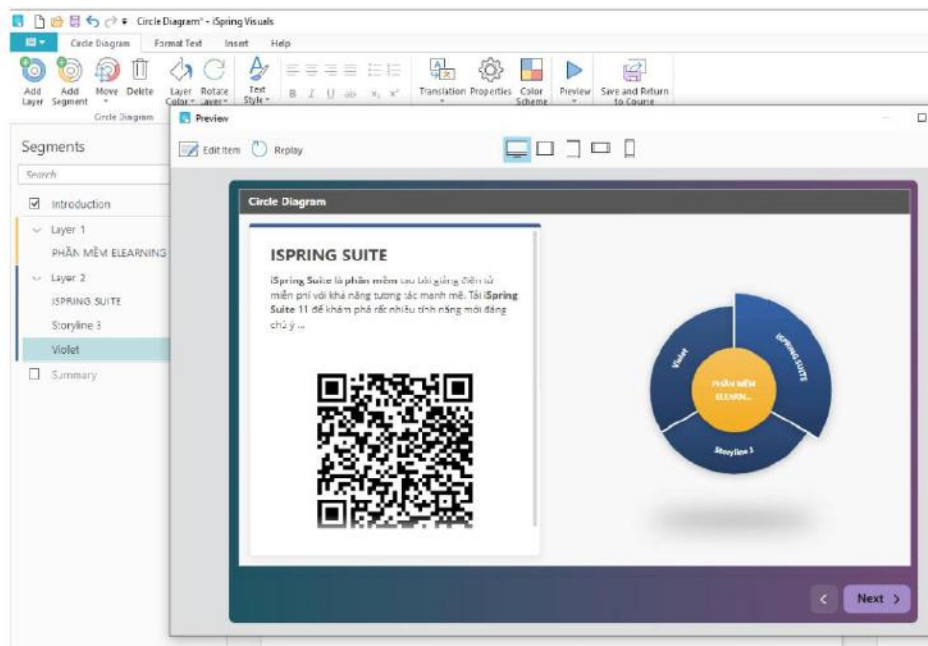 Circle Diagram* - iSpring Visuals
Circle Diagram Format Text Insert Help
Add Layer
Add Segment
Move
Delete
Layer Color
Rotate Layer
Text Style
B I U ab X₂ X²
Translation
Properties
Color Scheme
Preview
Save and Return to Course
Circle Diagram
Preview
Edit Item Replay
Segments
Search
Introduction
Layer 1
PHẦN MỀM ELEARNING
Layer 2
ISPRING SUITE
Storyline 3
Violet
Summary
Circle Diagram
ISPRING SUITE
iSpring Suite là phần mềm tạo bài giảng điện tử
miễn phí với khả năng tương tác mạnh mẽ. Tải iSpring
Suite 11 để khám phá rất nhiều tính năng mới đáng
chú ý ...
Violet
ISPRING SUITE
PHẦN MỀM
ELEARN...
Storyline 3
Next